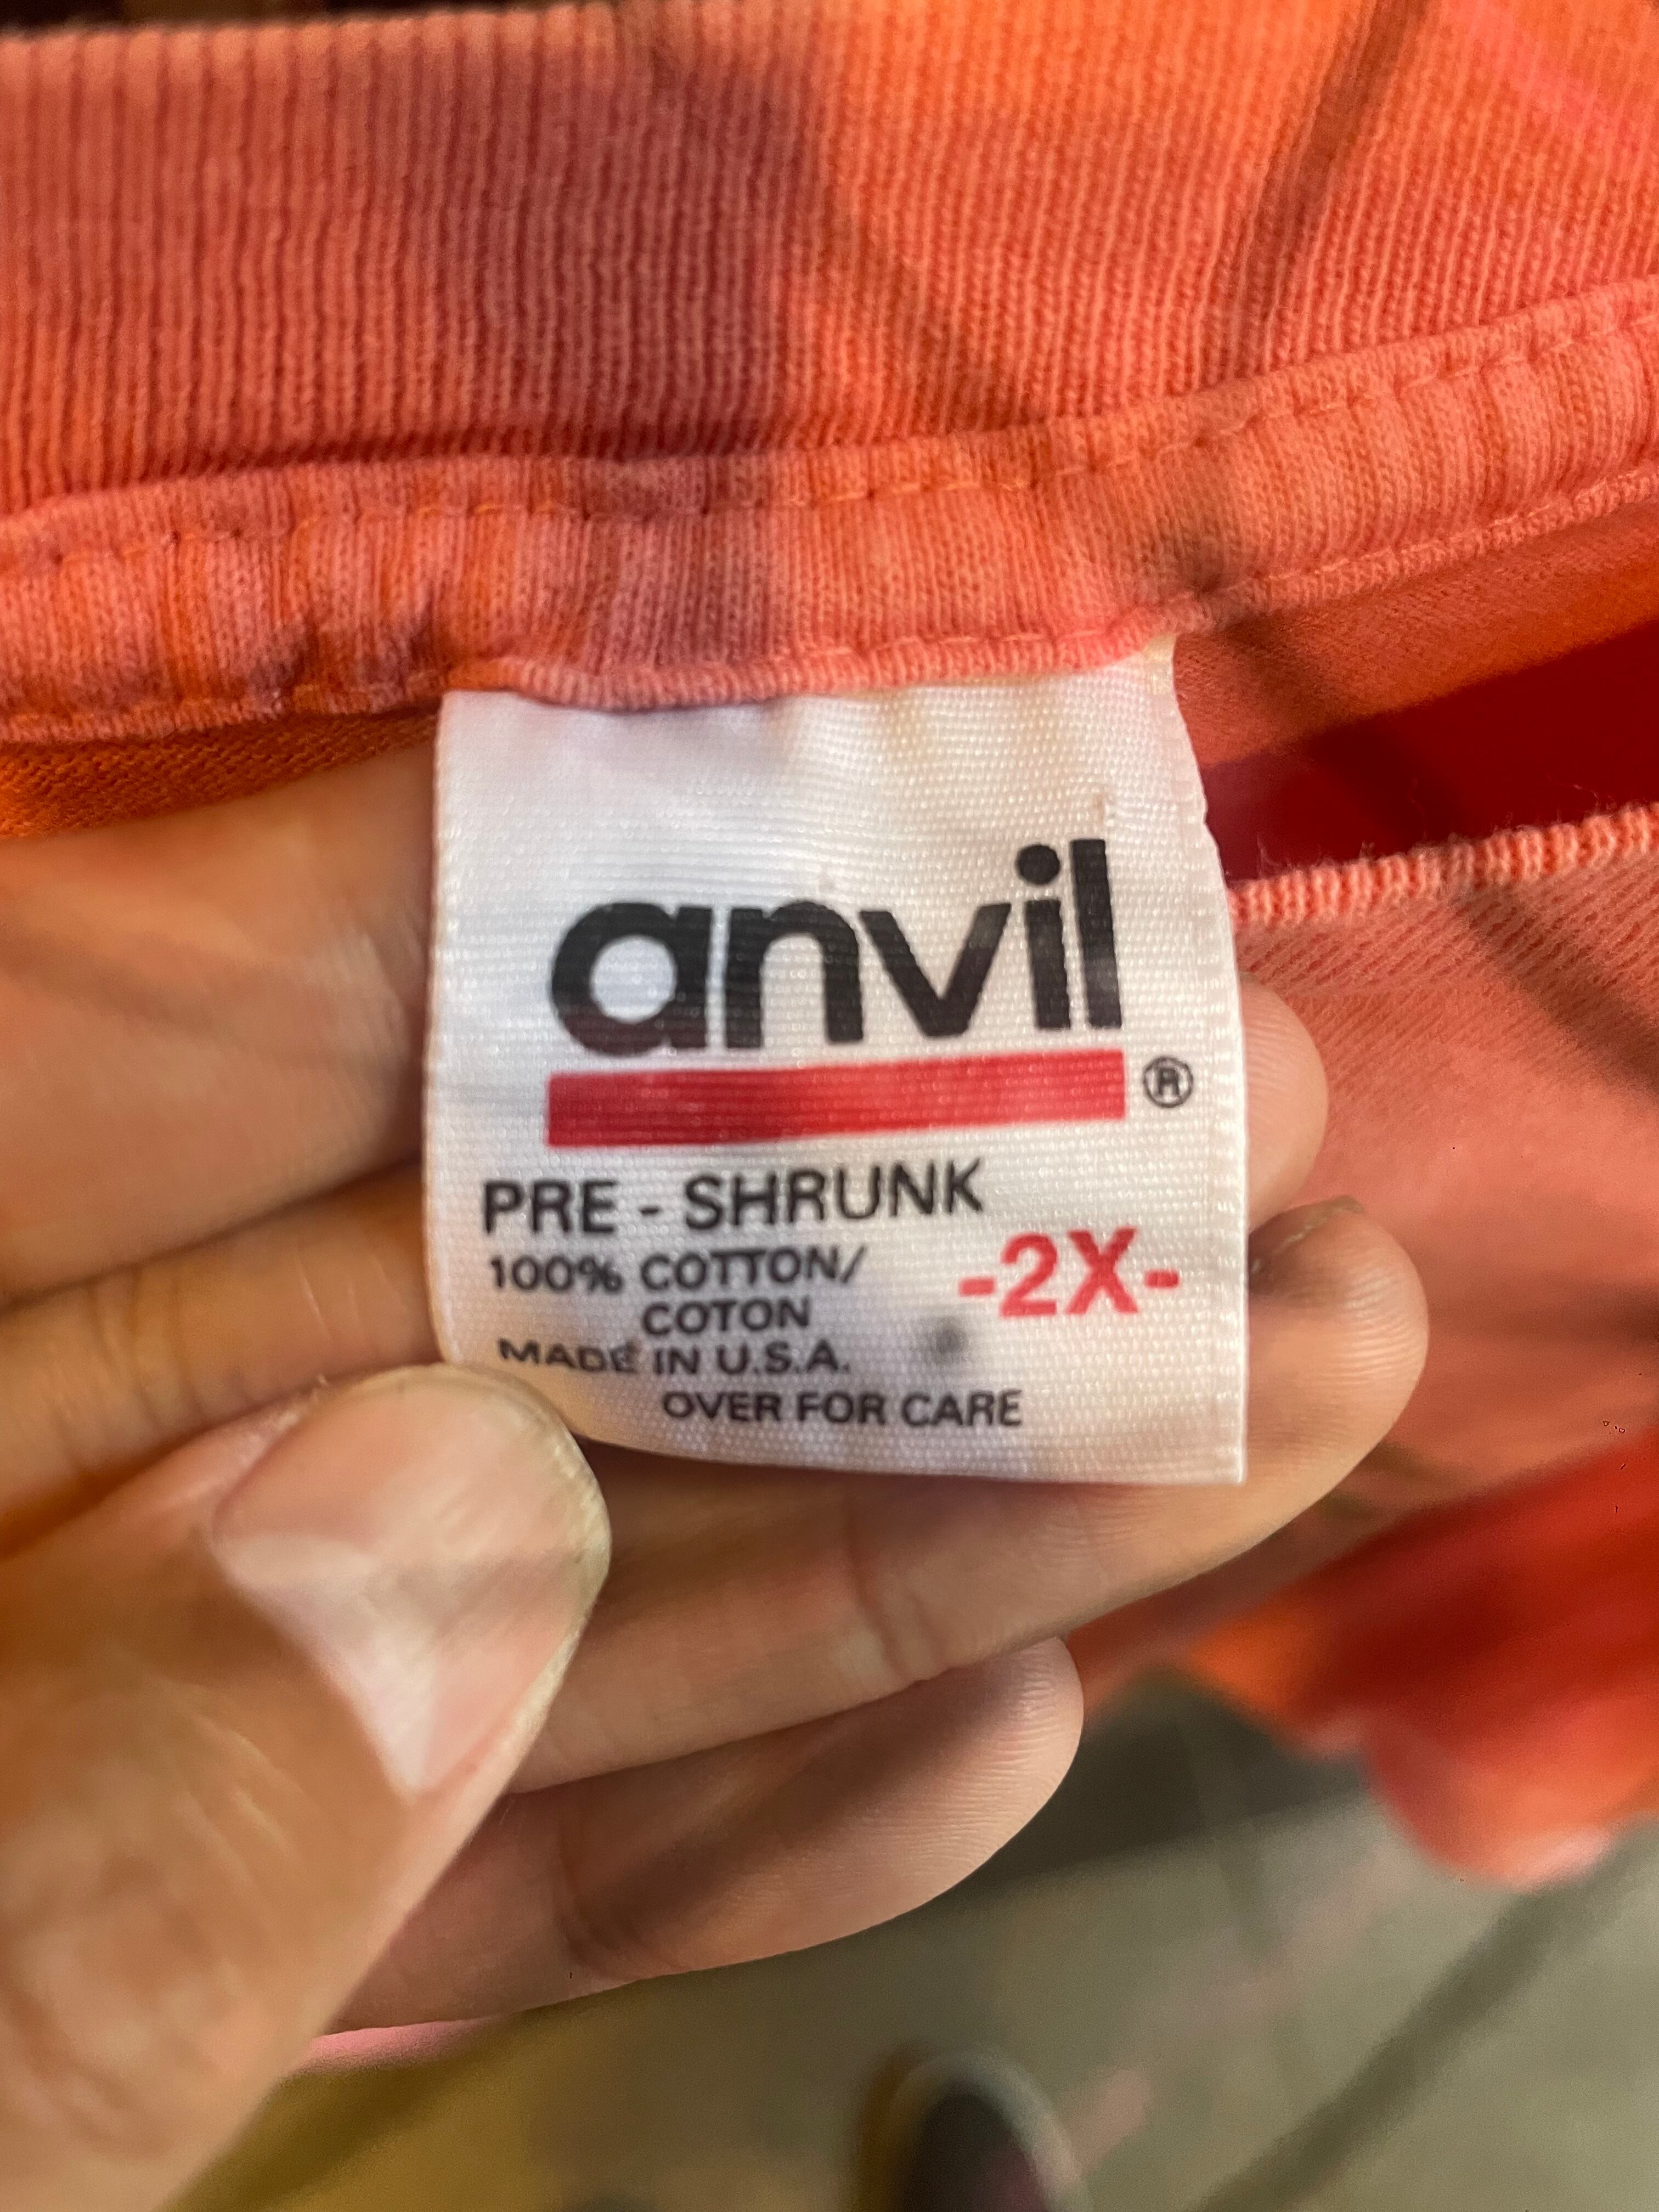 anvil
®
PRE - SHRUNK
100% COTTON/
COTON
-2X-
MADE IN U.S.A.
OVER FOR CARE